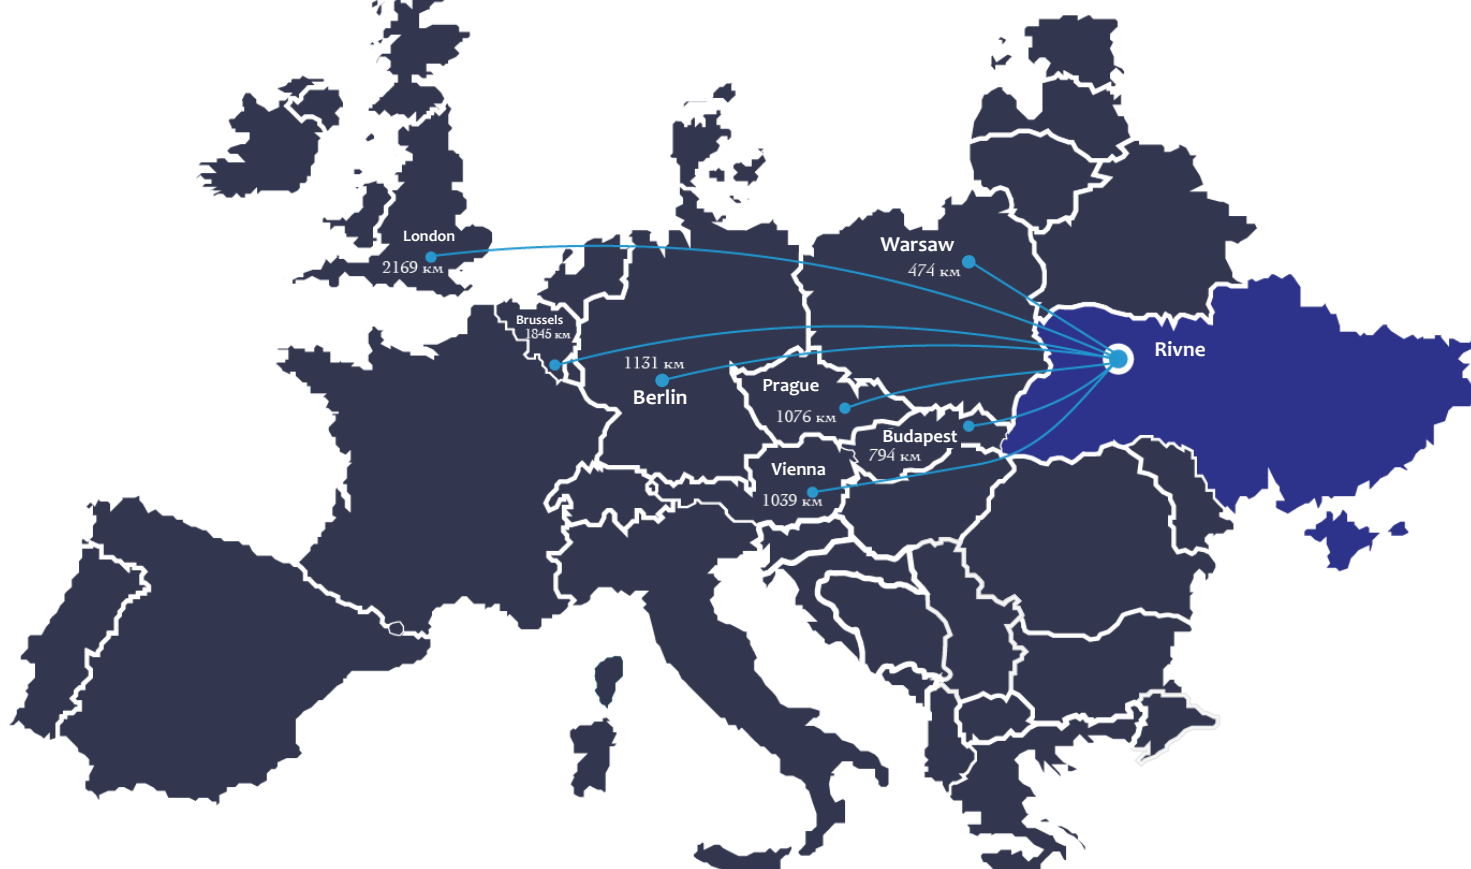 London
2169 км
Warsaw
474 км
Brussels
1845 км
Rivne
1131 км
Berlin
Prague
1076 км
Budapest
794 км
Vienna
1039 км